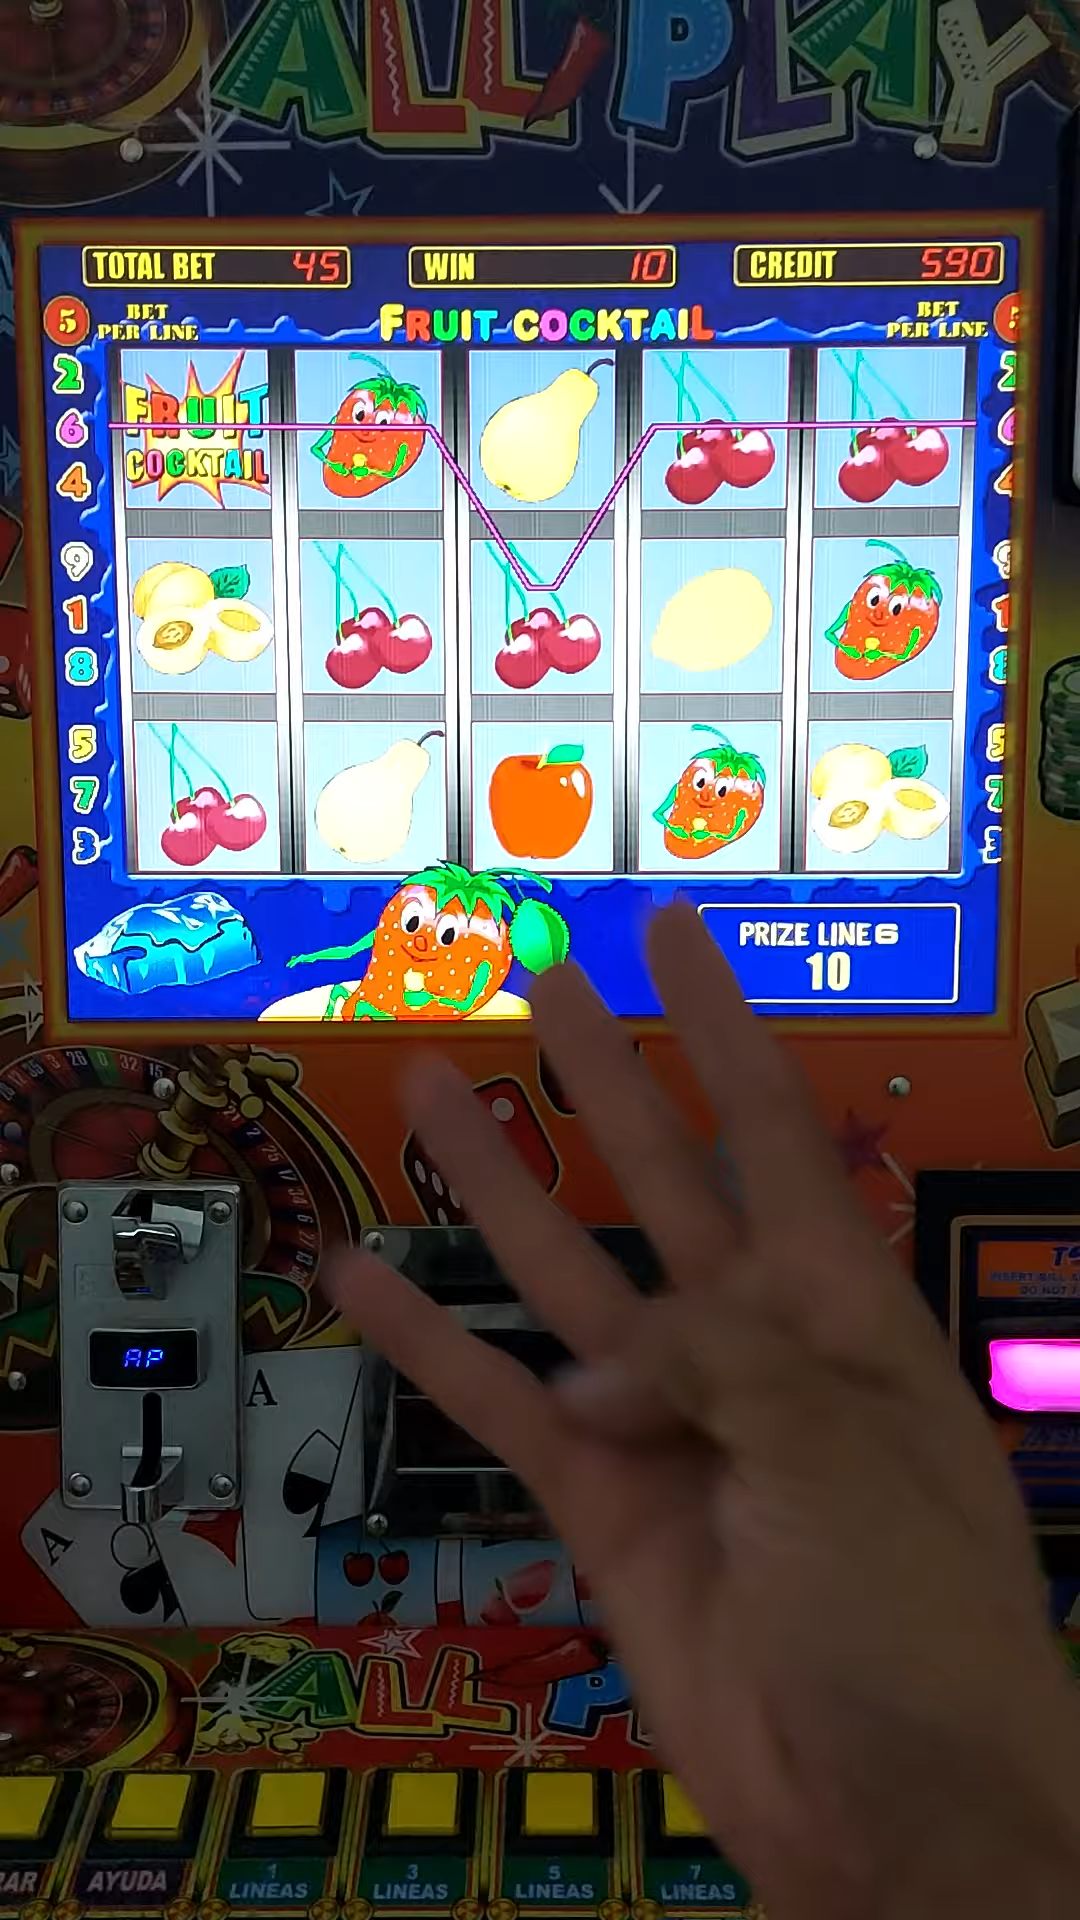 ALL PLAY
TOTAL BET 45
WIN 10
CREDIT 590
5 BET PER LINE
FRUIT COCKTAIL
BET PER LINE
2
6
4
9
1
8
5
7
3
FRUIT
COCKTAIL
PRIZE LINE 6
10
AP
A
A
ALL P
AYUDA
1 LINEAS
3 LINEAS
5 LINEAS
7 LINEAS